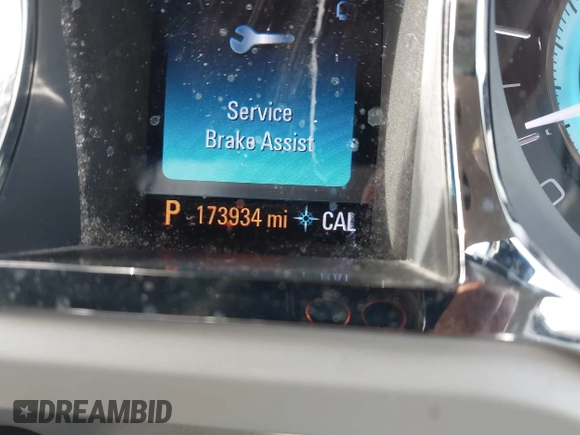 Service
Brake Assist
P 173934 mi CAL
DREAMBID